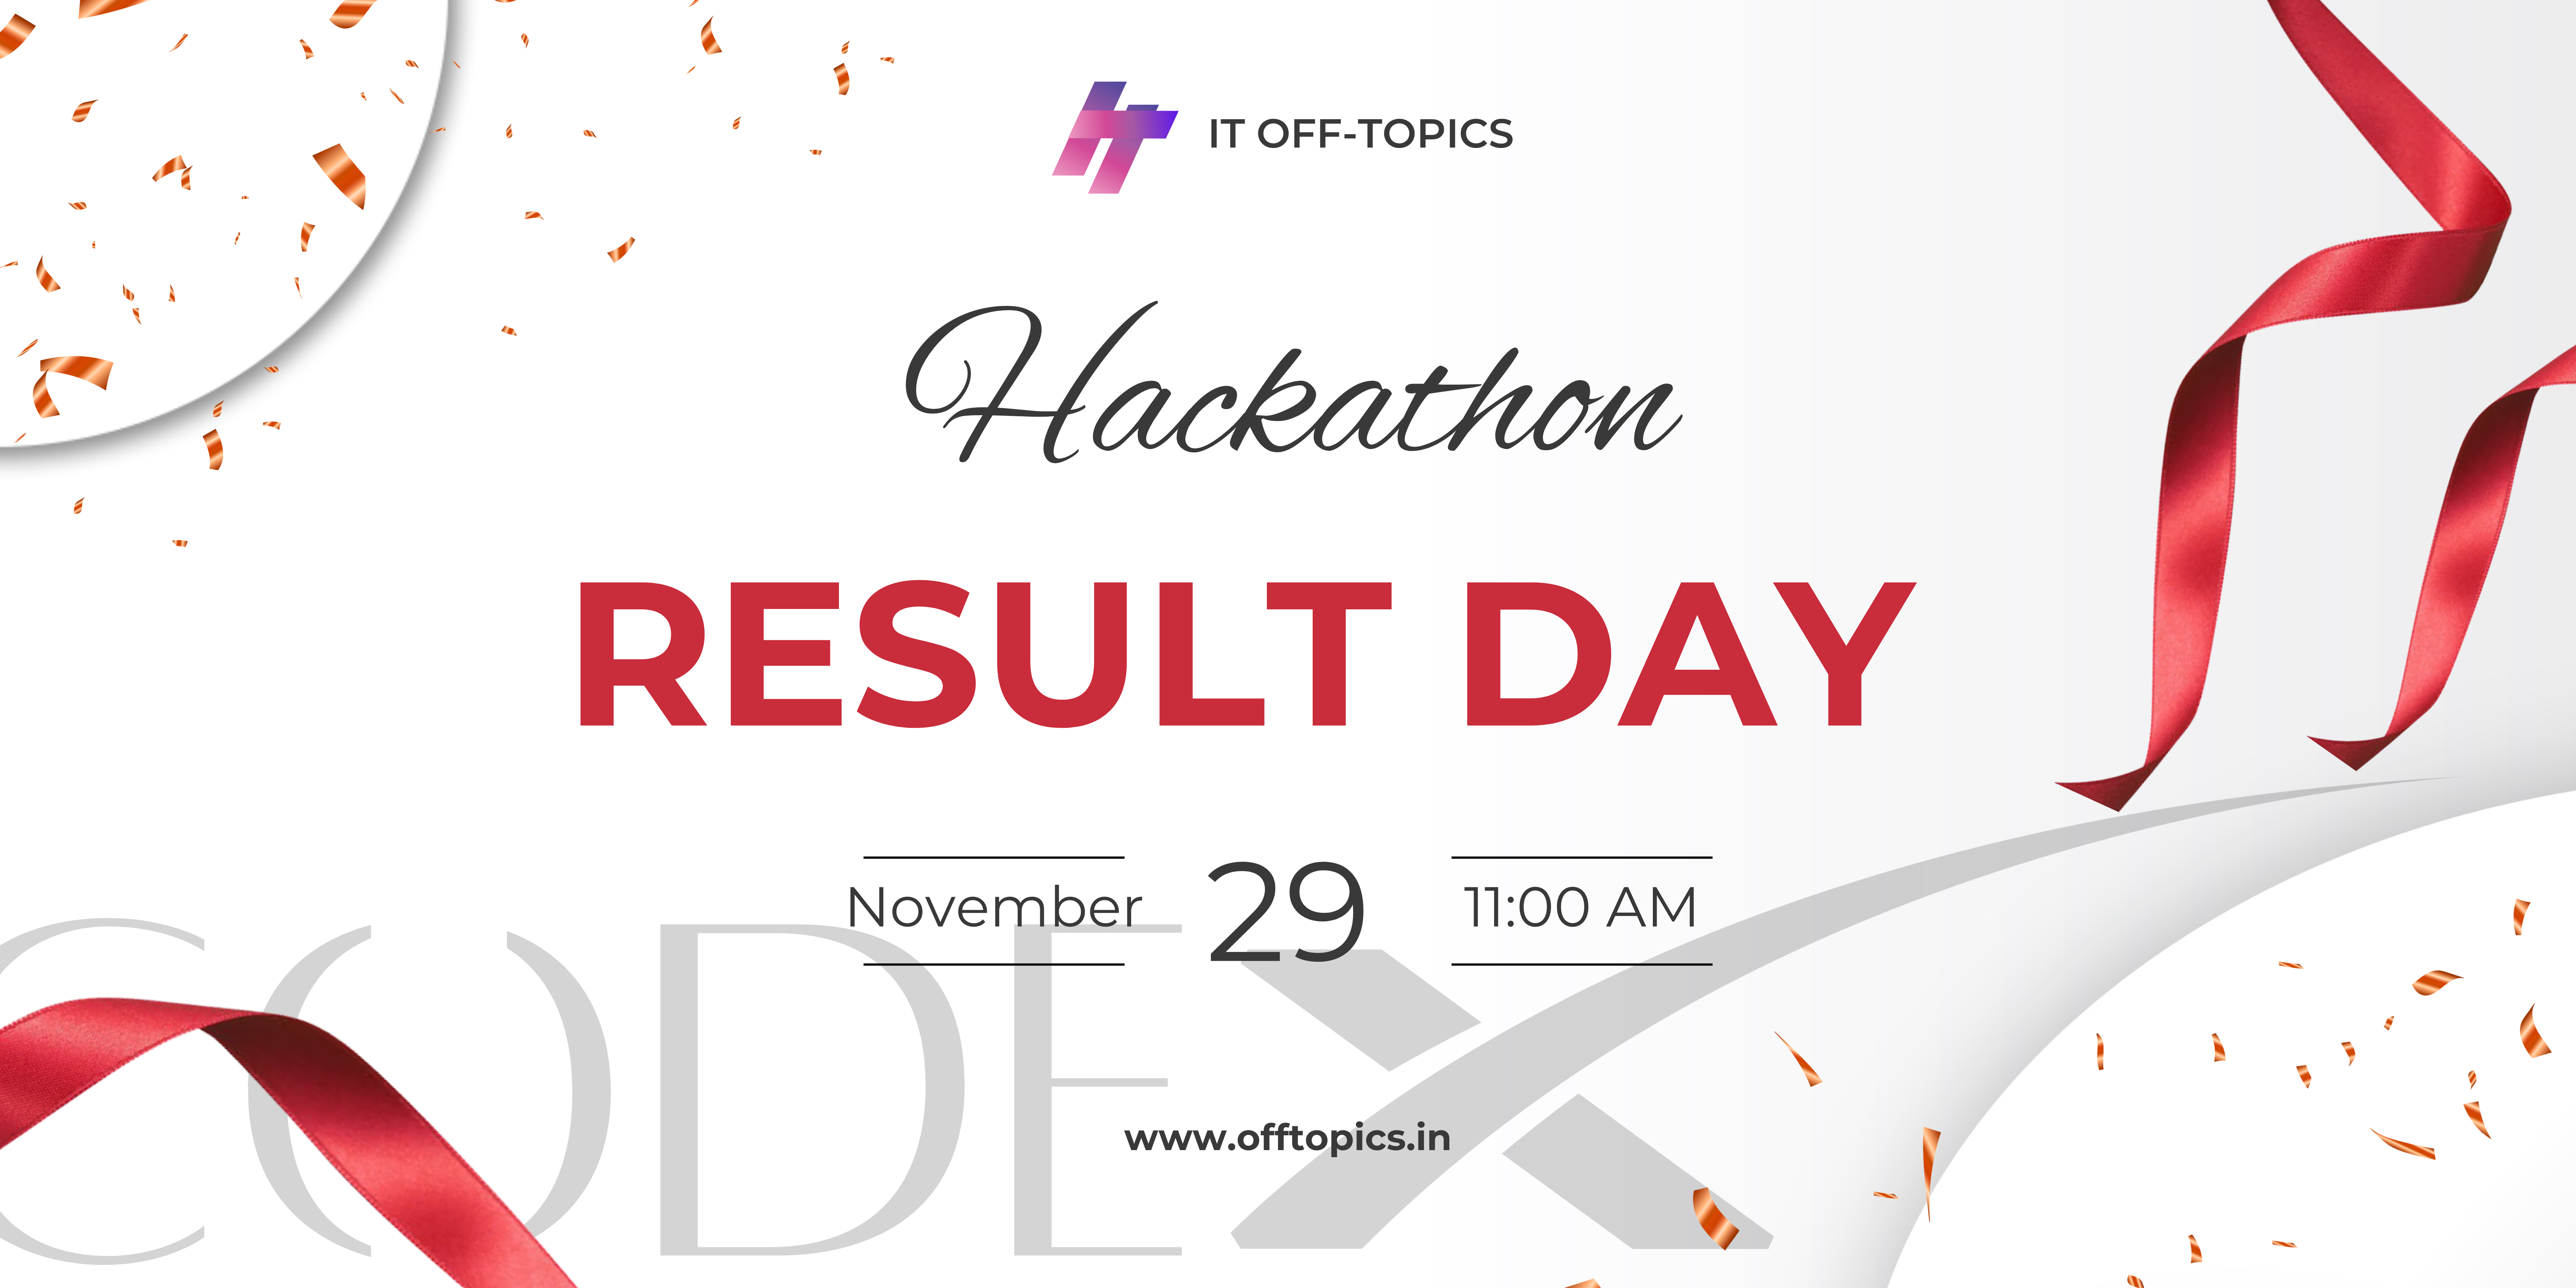 IT OFF-TOPICS
Hackathon
RESULT DAY
November 29 11:00 AM
CODEX
www.offtopics.in